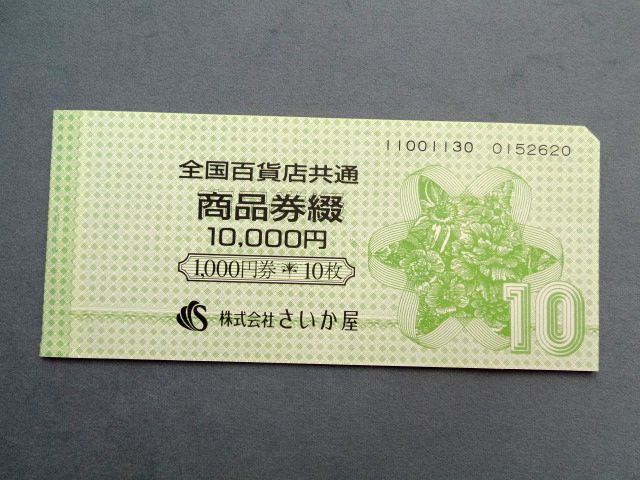 11001130 0152620
全国百貨店共通
商品券綴
10,000円
1,000円券＊10枚
株式会社さいか屋
10